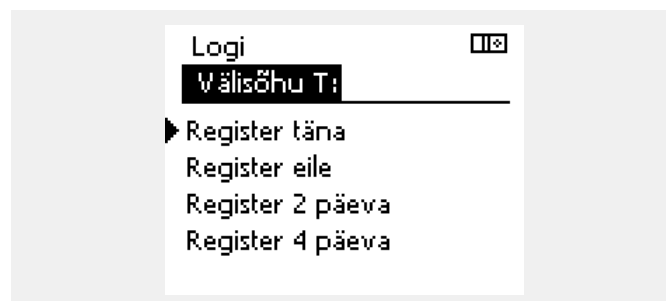 Logi
Välisõhu T:
Register täna
Register eile
Register 2 päeva
Register 4 päeva